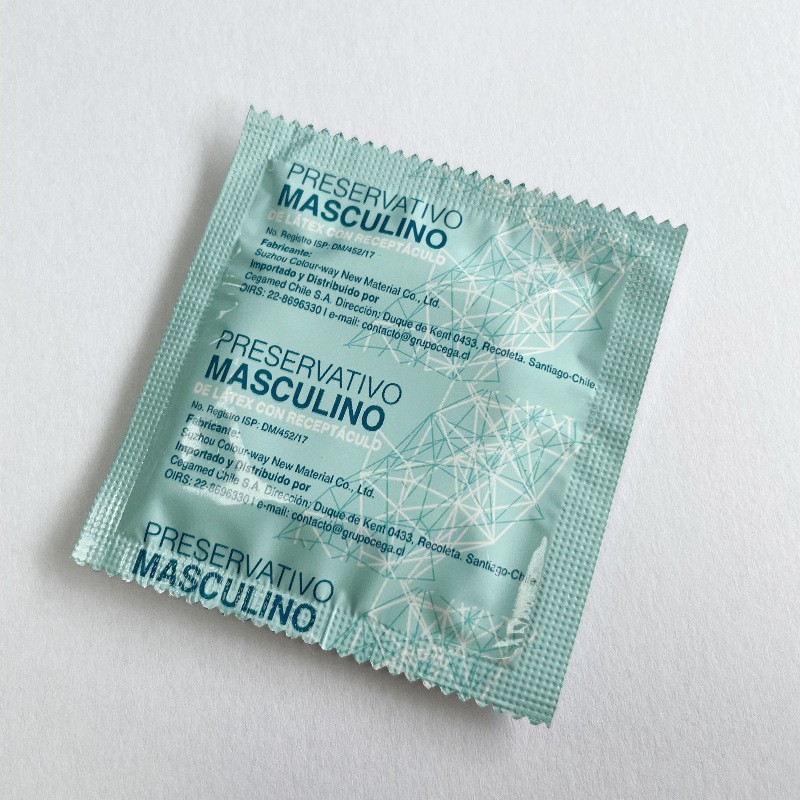 PRESERVATIVO
MASCULINO
DE LÁTEX CON RECEPTÁCULO
No. Registro ISP: DM/452/17
Fabricante:
Suzhou Colour-way New Material Co., Ltd.
Importado y Distribuido por
Cegamed Chile S.A. Dirección: Duque de Kent 0433, Recoleta. Santiago-Chile.
OIRS: 22-8696330 I e-mail: contacto@grupocega.cl
PRESERVATIVO
MASCULINO
DE LÁTEX CON RECEPTÁCULO
No. Registro ISP: DM/452/17
Fabricante:
Suzhou Colour-way New Material Co., Ltd.
Importado y Distribuido por
Cegamed Chile S.A. Dirección: Duque de Kent 0433, Recoleta. Santiago-Chile
OIRS: 22-8696330 I e-mail: contacto@grupocega.cl
PRESERVATIVO
MASCULINO